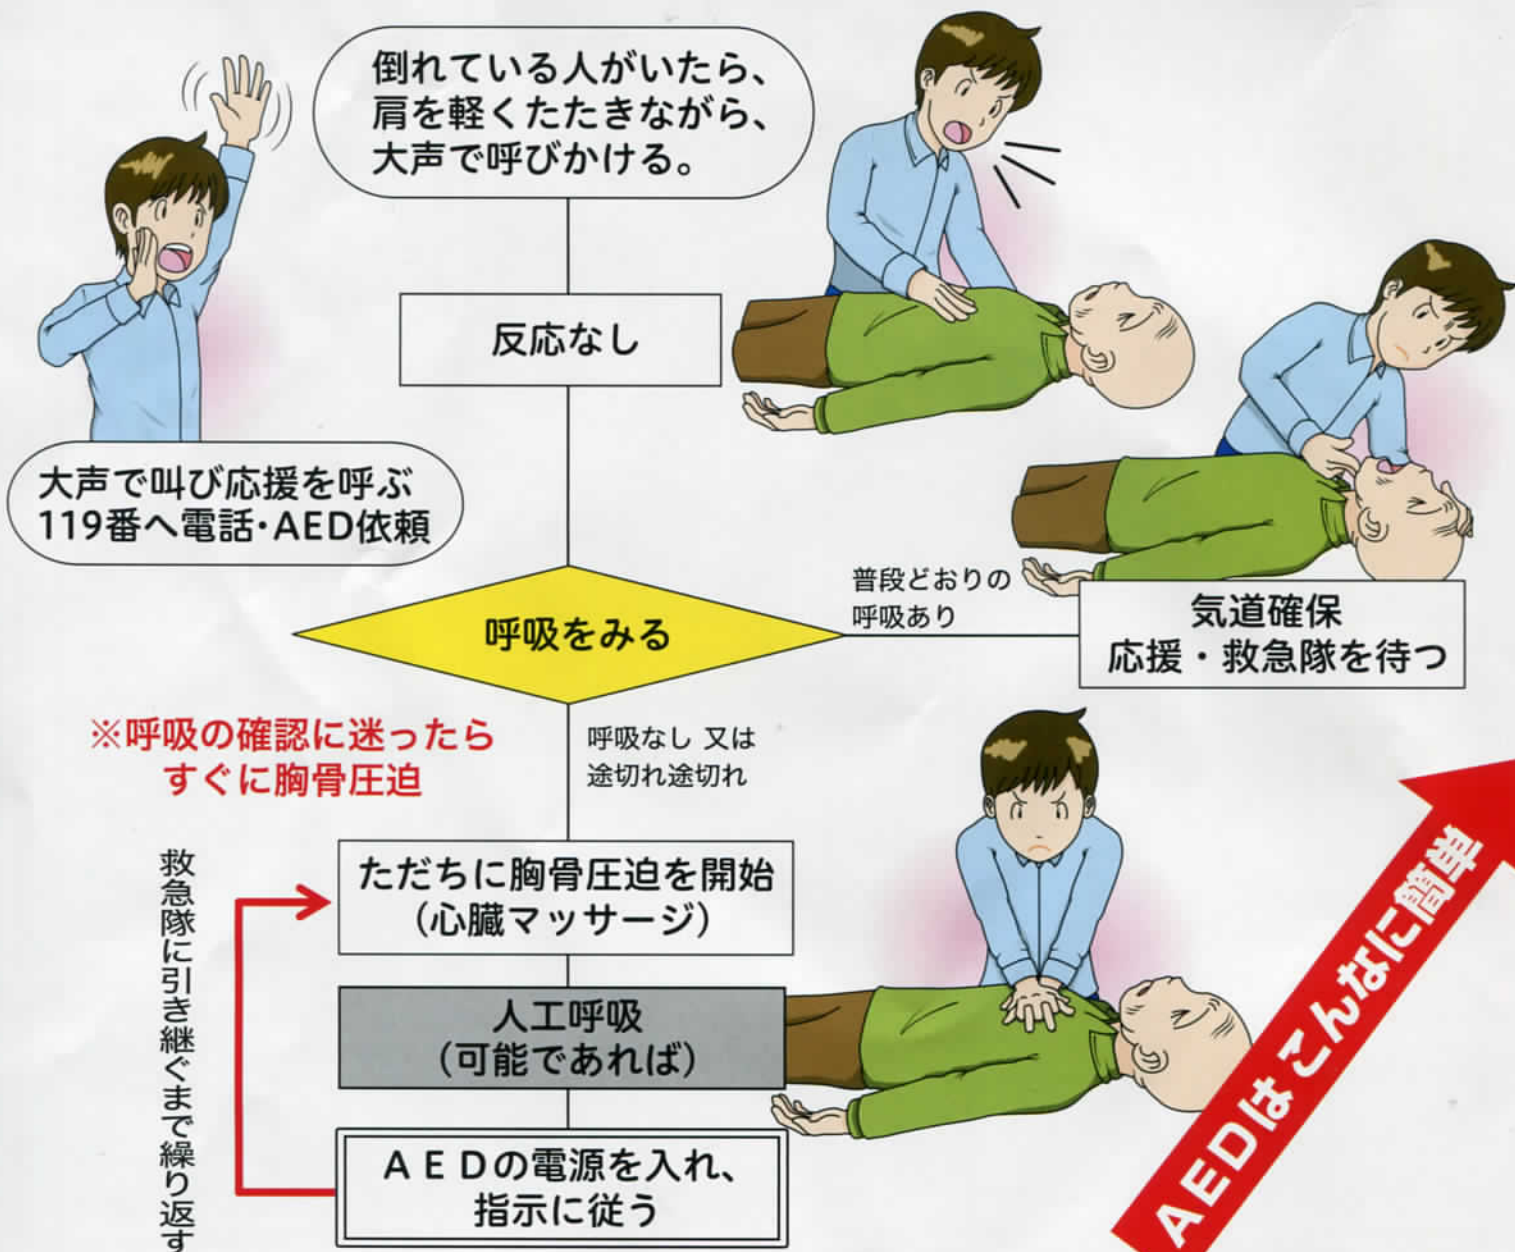 倒れている人がいたら、
肩を軽くたたきながら、
大声で呼びかける。
反応なし
大声で叫び応援を呼ぶ
119番へ電話・AED依頼
呼吸をみる
普段どおりの
呼吸あり
気道確保
応援・救急隊を待つ
※呼吸の確認に迷ったら
すぐに胸骨圧迫
呼吸なし 又は
途切れ途切れ
ただちに胸骨圧迫を開始
(心臓マッサージ)
人工呼吸
(可能であれば)
AEDの電源を入れ、
指示に従う
救急隊に引き継ぐまで繰り返す
AEDはこんなに簡単